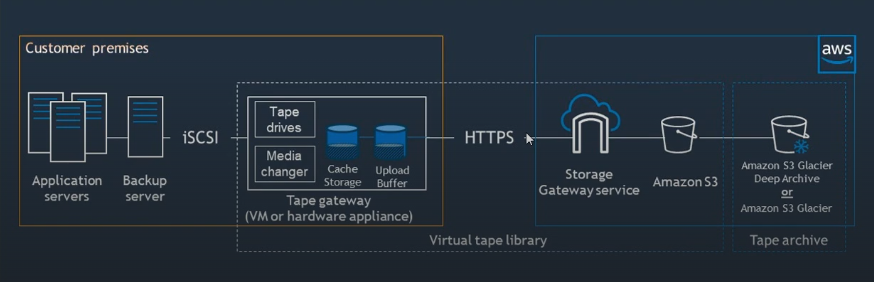 Customer premises
aws
Application
servers
Backup
server
iSCSI
Tape
drives
Media
changer
Cache
Storage
Upload
Buffer
Tape gateway
(VM or hardware appliance)
HTTPS
Storage
Gateway service
Amazon S3
Amazon S3 Glacier
Deep Archive
or
Amazon S3 Glacier
Virtual tape library
Tape archive